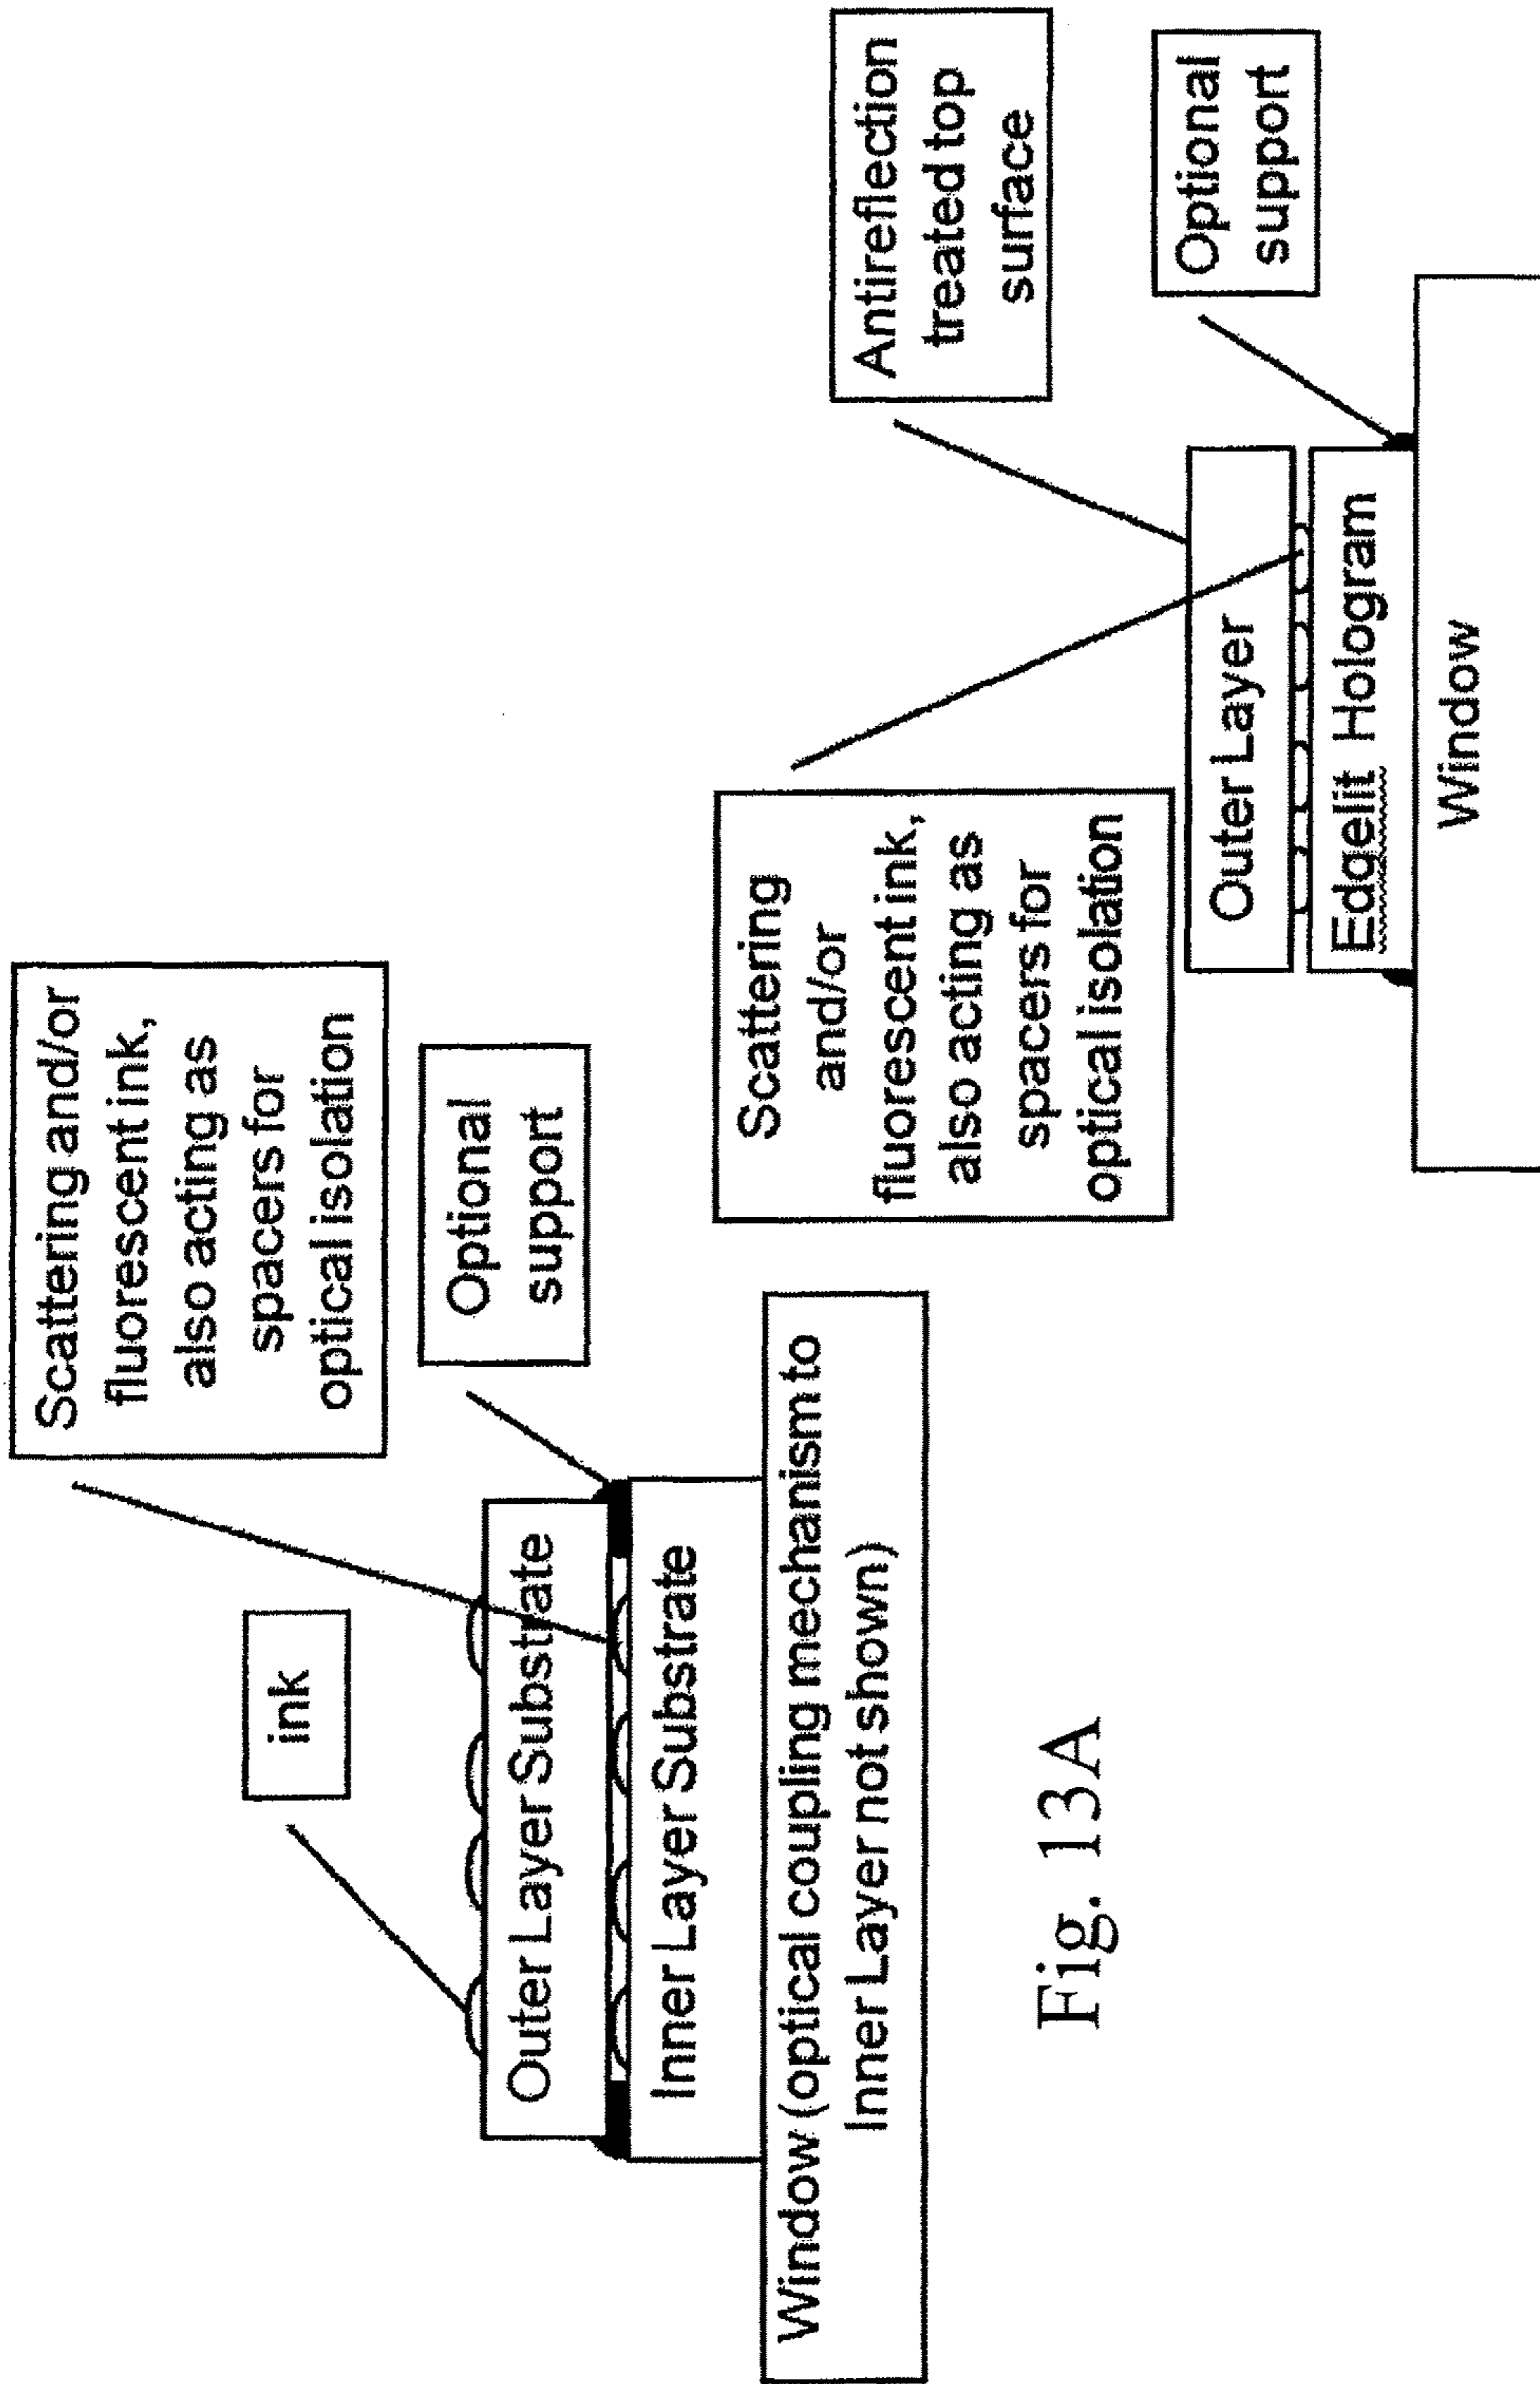 Scattering and/or
fluorescent ink,
also acting as
spacers for
optical isolation
ink
Optional
support
Outer Layer Substrate
Inner Layer Substrate
Window (optical coupling mechanism to
Inner Layer not shown)
Fig. 13A
Antireflection
treated top
surface
Scattering
and/or
fluorescent ink,
also acting as
spacers for
optical isolation
Optional
support
Outer Layer
Edgelit Hologram
Window